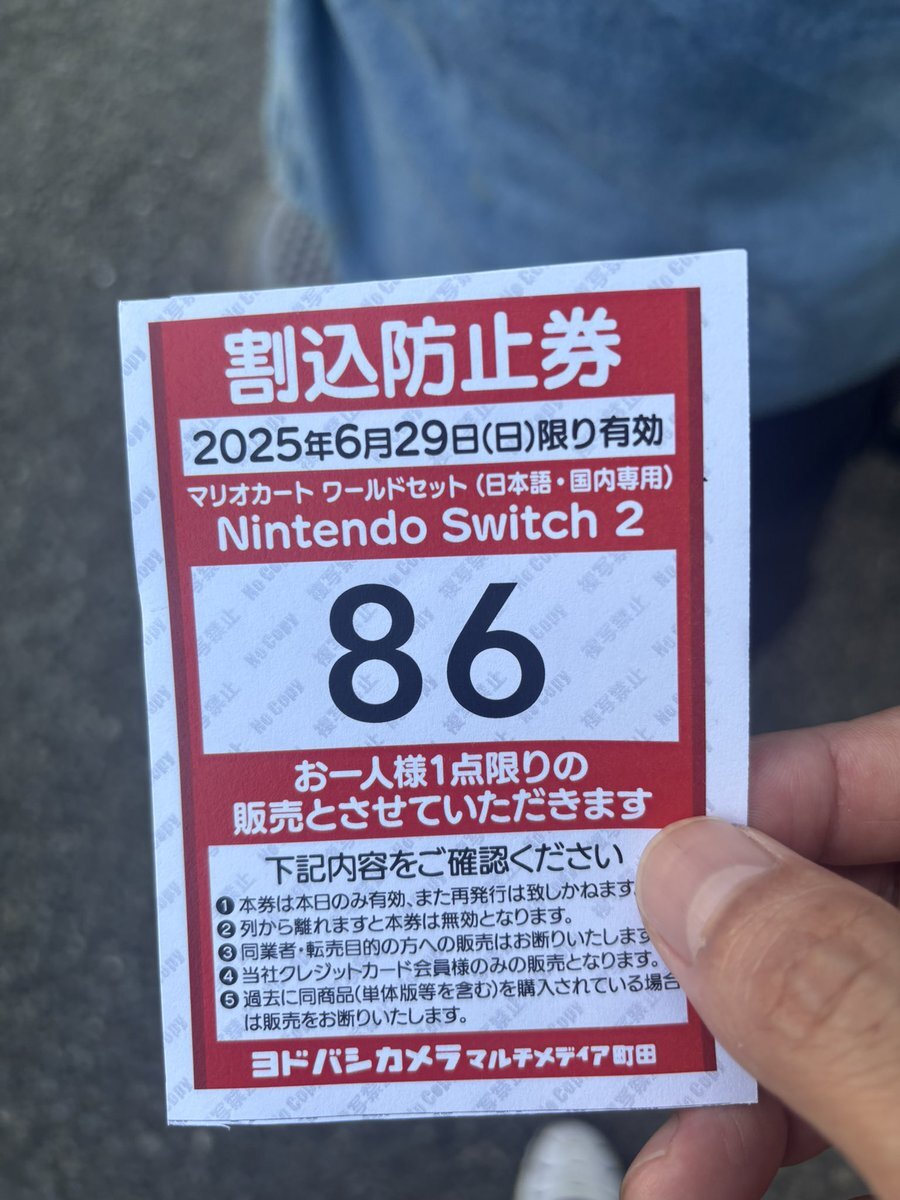 割込防止券
2025年6月29日(日)限り有効
マリオカート ワールドセット (日本語・国内専用)
Nintendo Switch 2
86
お一人様1点限りの
販売とさせていただきます
下記内容をご確認ください
❶ 本券は本日のみ有効、また再発行は致しかねます
❷ 列から離れますと本券は無効となります。
❸ 同業者・転売目的の方への販売はお断りいたします
❹ 当社クレジットカード会員様のみの販売となります。
❺ 過去に同商品(単体版等を含む)を購入されている場合
は販売をお断りいたします。
ヨドバシカメラ マルチメディア町田
複写禁止 No Copy